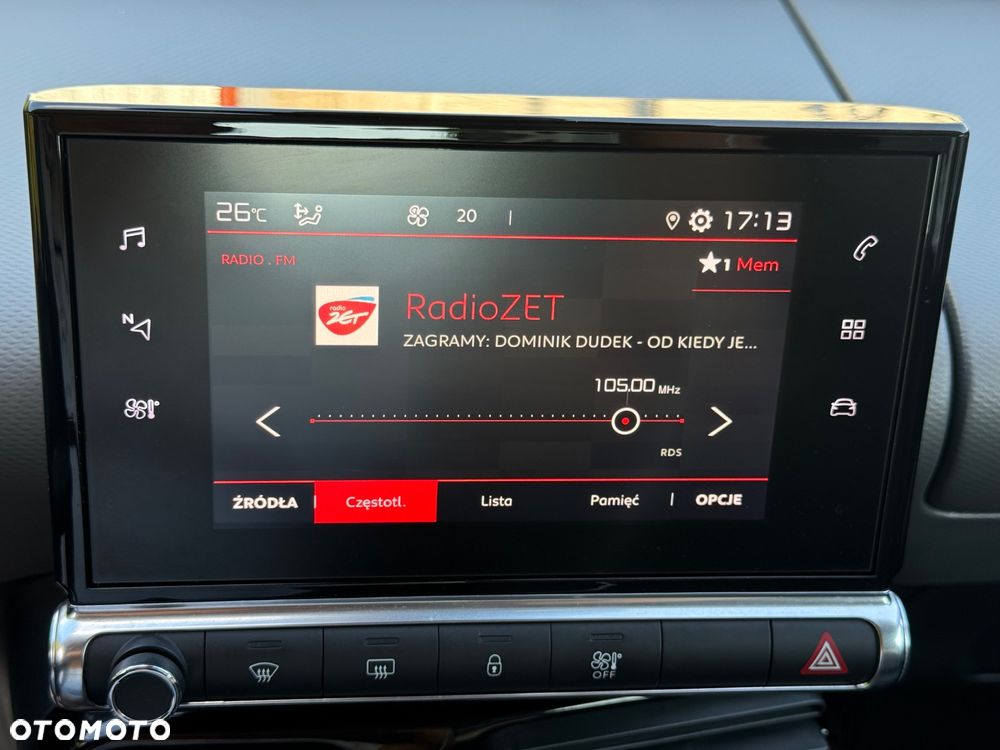 26°C 20 17:13
RADIO . FM
1 Mem
radio
ZET
RadioZET
ZAGRAMY: DOMINIK DUDEK - OD KIEDY JE...
105.00 MHz
N
RDS
ŹRÓDŁA Częstotl. Lista Pamięć OPCJE
OFF
OTOMOTO